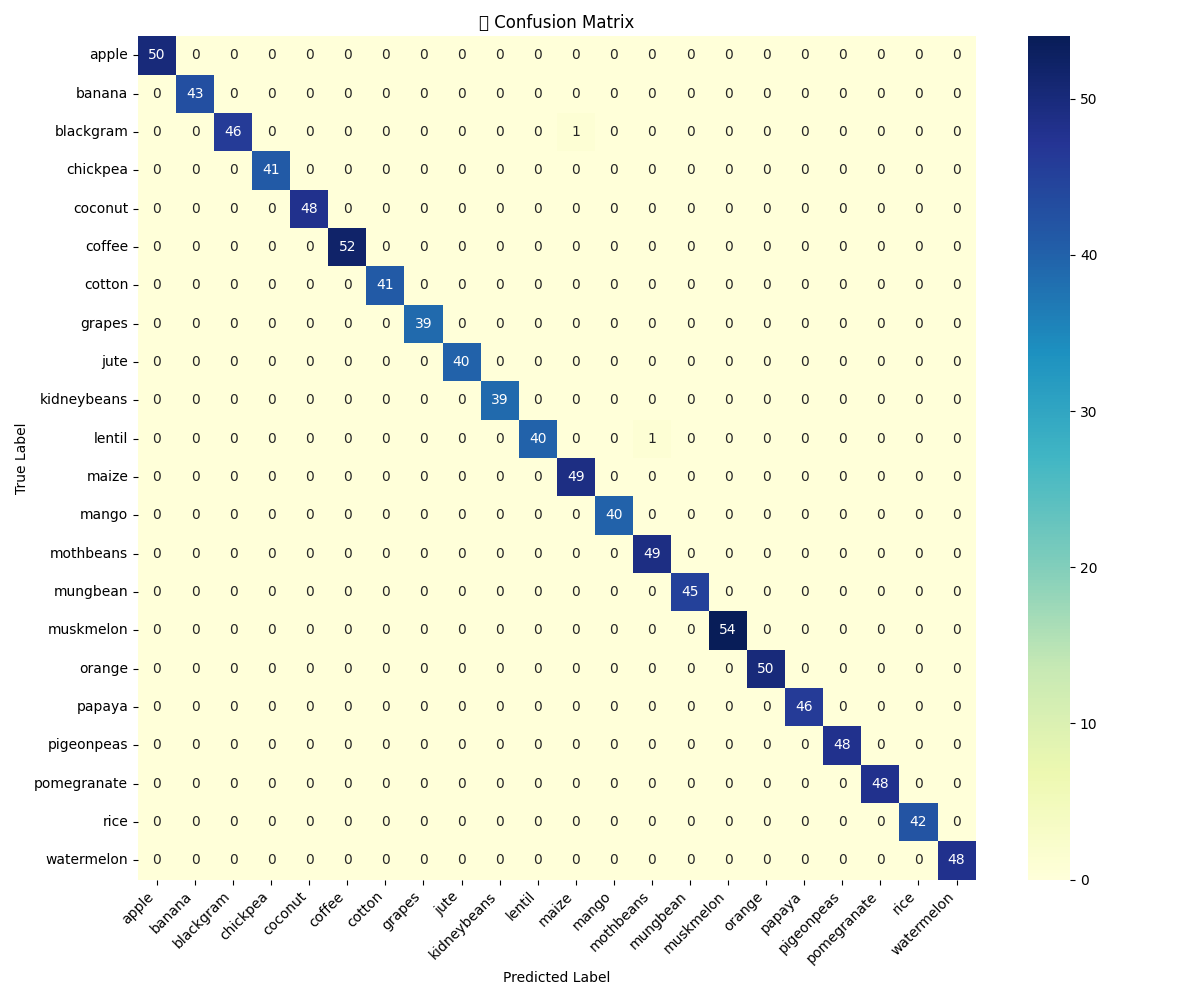 ▯ Confusion Matrix
apple 50 0 0 0 0 0 0 0 0 0 0 0 0 0 0 0 0 0 0 0 0 0
banana 0 43 0 0 0 0 0 0 0 0 0 0 0 0 0 0 0 0 0 0 0 0
blackgram 0 0 46 0 0 0 0 0 0 0 0 1 0 0 0 0 0 0 0 0 0 0
chickpea 0 0 0 41 0 0 0 0 0 0 0 0 0 0 0 0 0 0 0 0 0 0
coconut 0 0 0 0 48 0 0 0 0 0 0 0 0 0 0 0 0 0 0 0 0 0
coffee 0 0 0 0 0 52 0 0 0 0 0 0 0 0 0 0 0 0 0 0 0 0
cotton 0 0 0 0 0 0 41 0 0 0 0 0 0 0 0 0 0 0 0 0 0 0
grapes 0 0 0 0 0 0 0 39 0 0 0 0 0 0 0 0 0 0 0 0 0 0
jute 0 0 0 0 0 0 0 0 40 0 0 0 0 0 0 0 0 0 0 0 0 0
kidneybeans 0 0 0 0 0 0 0 0 0 39 0 0 0 0 0 0 0 0 0 0 0 0
lentil 0 0 0 0 0 0 0 0 0 0 40 0 0 1 0 0 0 0 0 0 0 0
maize 0 0 0 0 0 0 0 0 0 0 0 49 0 0 0 0 0 0 0 0 0 0
mango 0 0 0 0 0 0 0 0 0 0 0 0 40 0 0 0 0 0 0 0 0 0
mothbeans 0 0 0 0 0 0 0 0 0 0 0 0 0 49 0 0 0 0 0 0 0 0
mungbean 0 0 0 0 0 0 0 0 0 0 0 0 0 0 45 0 0 0 0 0 0 0
muskmelon 0 0 0 0 0 0 0 0 0 0 0 0 0 0 0 54 0 0 0 0 0 0
orange 0 0 0 0 0 0 0 0 0 0 0 0 0 0 0 0 50 0 0 0 0 0
papaya 0 0 0 0 0 0 0 0 0 0 0 0 0 0 0 0 0 46 0 0 0 0
pigeonpeas 0 0 0 0 0 0 0 0 0 0 0 0 0 0 0 0 0 0 48 0 0 0
pomegranate 0 0 0 0 0 0 0 0 0 0 0 0 0 0 0 0 0 0 0 48 0 0
rice 0 0 0 0 0 0 0 0 0 0 0 0 0 0 0 0 0 0 0 0 42 0
watermelon 0 0 0 0 0 0 0 0 0 0 0 0 0 0 0 0 0 0 0 0 0 48
True Label
apple banana blackgram chickpea coconut coffee cotton grapes jute kidneybeans lentil maize mango mothbeans mungbean muskmelon orange papaya pigeonpeas pomegranate rice watermelon
Predicted Label
50
40
30
20
10
0